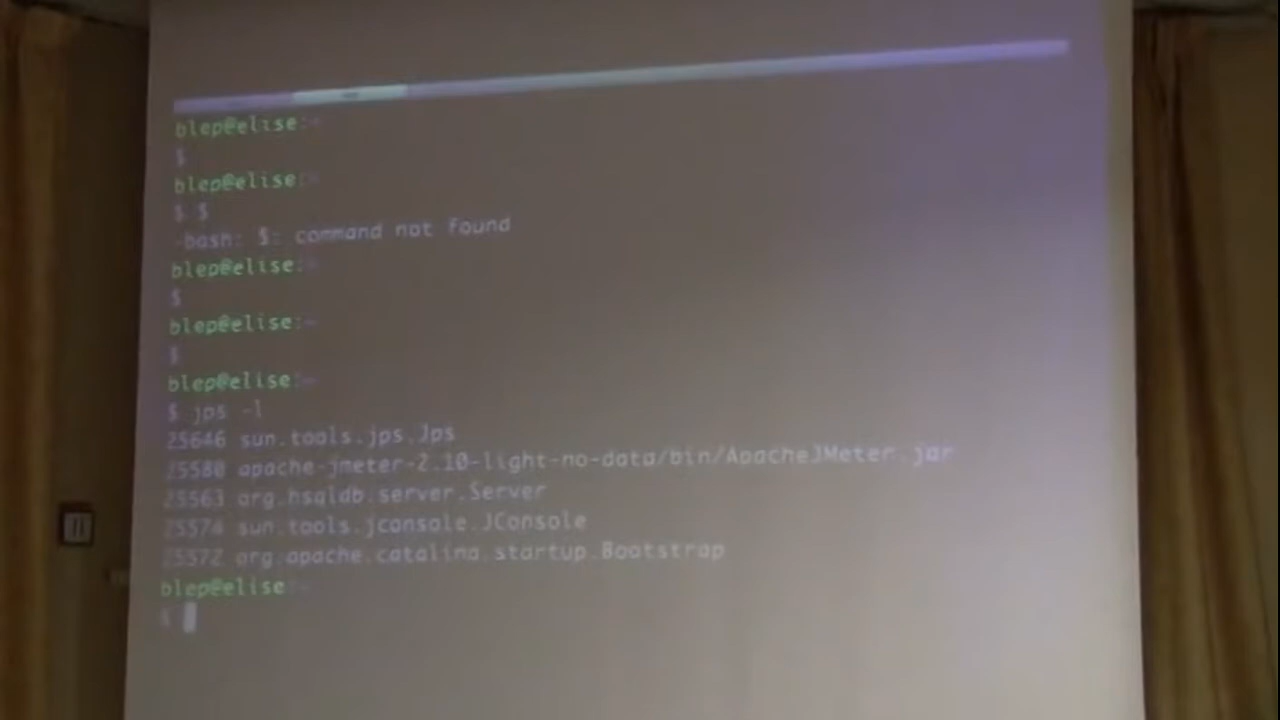 blep@elise:~
$
blep@elise:~
$ $
-bash: $: command not found
blep@elise:~
$
blep@elise:~
$
blep@elise:~
$ jps -l
25646 sun.tools.jps.Jps
25580 apache-jmeter-2.10-light-no-data/bin/ApacheJMeter.jar
25563 org.hsqldb.server.Server
25574 sun.tools.jconsole.JConsole
25572 org.apache.catalina.startup.Bootstrap
blep@elise:~
$